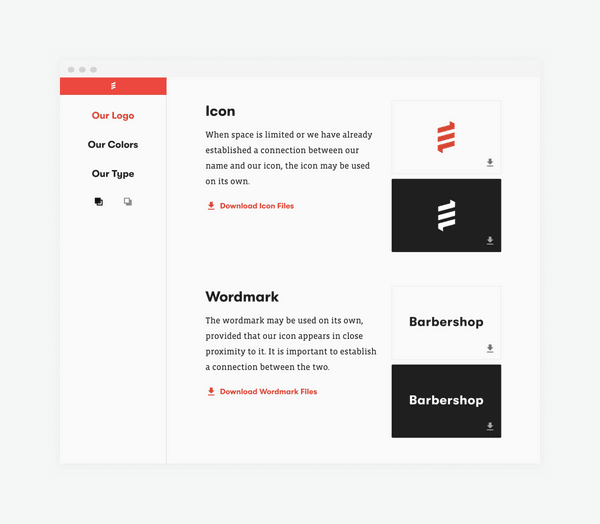 Our Logo
Our Colors
Our Type
Icon
When space is limited or we have already
established a connection between our
name and our icon, the icon may be used
on its own.
Download Icon Files
Wordmark
The wordmark may be used on its own,
provided that our icon appears in close
proximity to it. It is important to establish
a connection between the two.
Download Wordmark Files
Barbershop
Barbershop